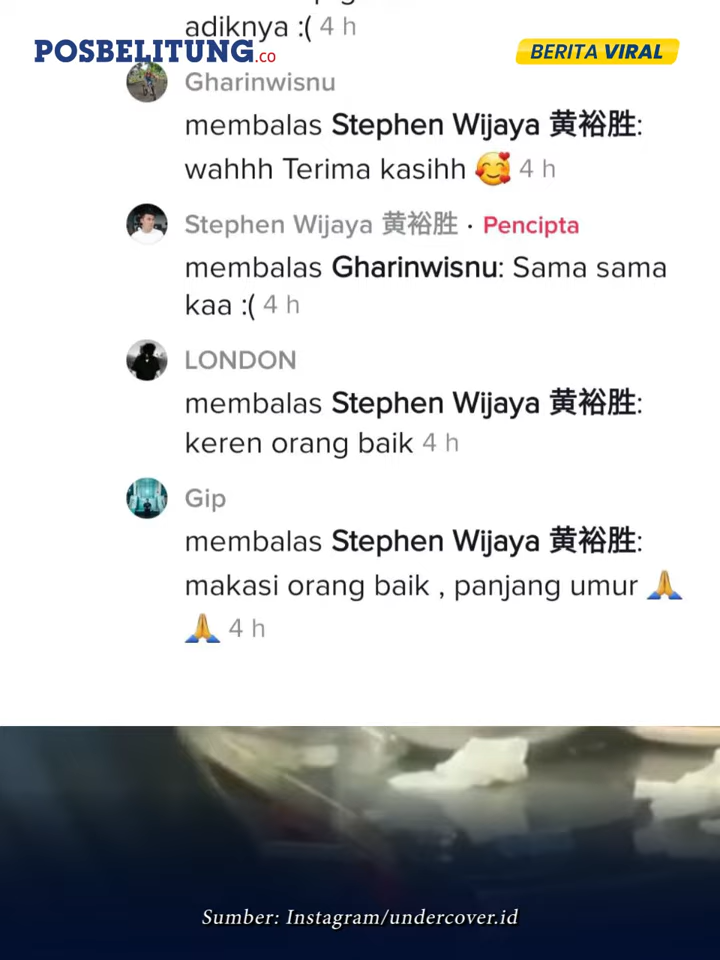 adiknya :( 4 h
POSBELITUNG.co
BERITA VIRAL
Gharinwisnu
membalas Stephen Wijaya 黄裕胜:
wahhh Terima kasihh 🥰 4 h
Stephen Wijaya 黄裕胜 · Pencipta
membalas Gharinwisnu: Sama sama
kaa :( 4 h
LONDON
membalas Stephen Wijaya 黄裕胜:
keren orang baik 4 h
Gip
membalas Stephen Wijaya 黄裕胜:
makasi orang baik , panjang umur 🙏
🙏 4 h
Sumber: Instagram/undercover.id